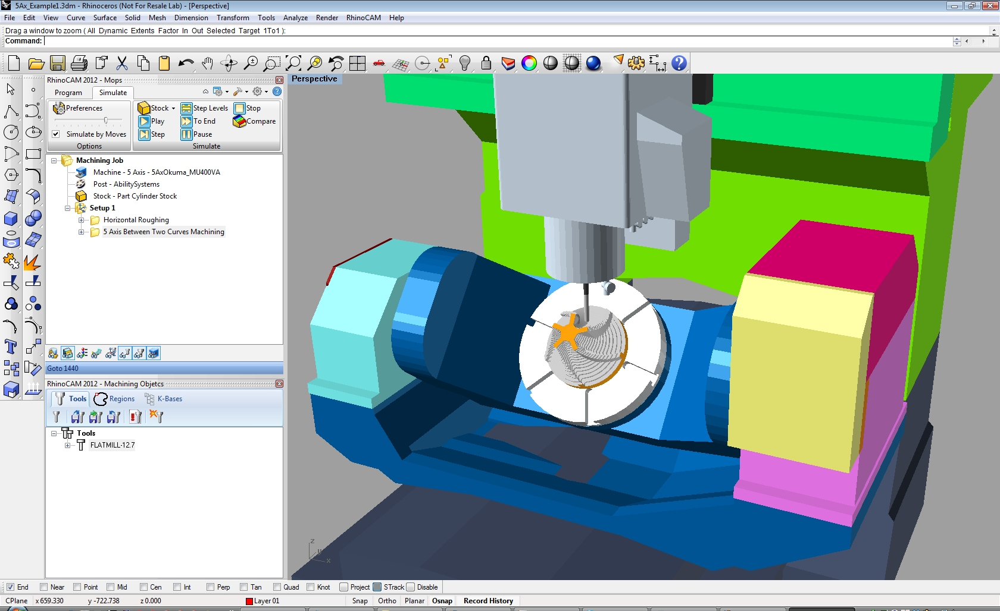 5Ax_Example1.3dm - Rhinoceros (Not For Resale Lab) - [Perspective]
File Edit View Curve Surface Solid Mesh Dimension Transform Tools Analyze Render RhinoCAM Help
Drag a window to zoom ( All Dynamic Extents Factor In Out Selected Target 1To1 ):
Command:
RhinoCAM 2012 - Mops
Program Simulate
Preferences
Simulate by Moves
Options
Stock Step Levels Stop
Play To End Compare
Step Pause
Simulate
Machining Job
Machine - 5 Axis - 5AxOkuma_MU400VA
Post - AbilitySystems
Stock - Part Cylinder Stock
Setup 1
Horizontal Roughing
5 Axis Between Two Curves Machining
Goto 1440
RhinoCAM 2012 - Machining Objetcs
Tools Regions K-Bases
Tools
FLATMILL-12.7
Perspective
z
y
x
End Near Point Mid Cen Int Perp Tan Quad Knot Project STrack Disable
CPlane x 659.330 y -722.738 z 0.000 Layer 01 Snap Ortho Planar Osnap Record History